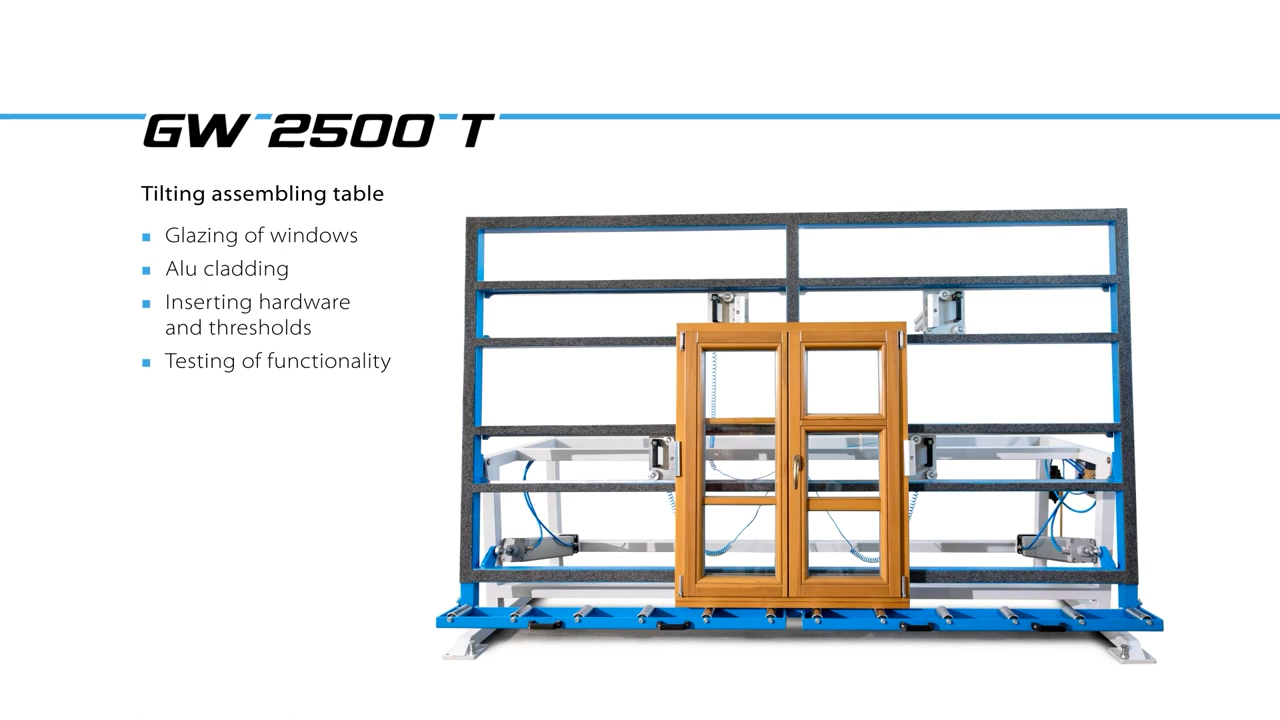 GW 2500 T
Tilting assembling table
Glazing of windows
Alu cladding
Inserting hardware
and thresholds
Testing of functionality